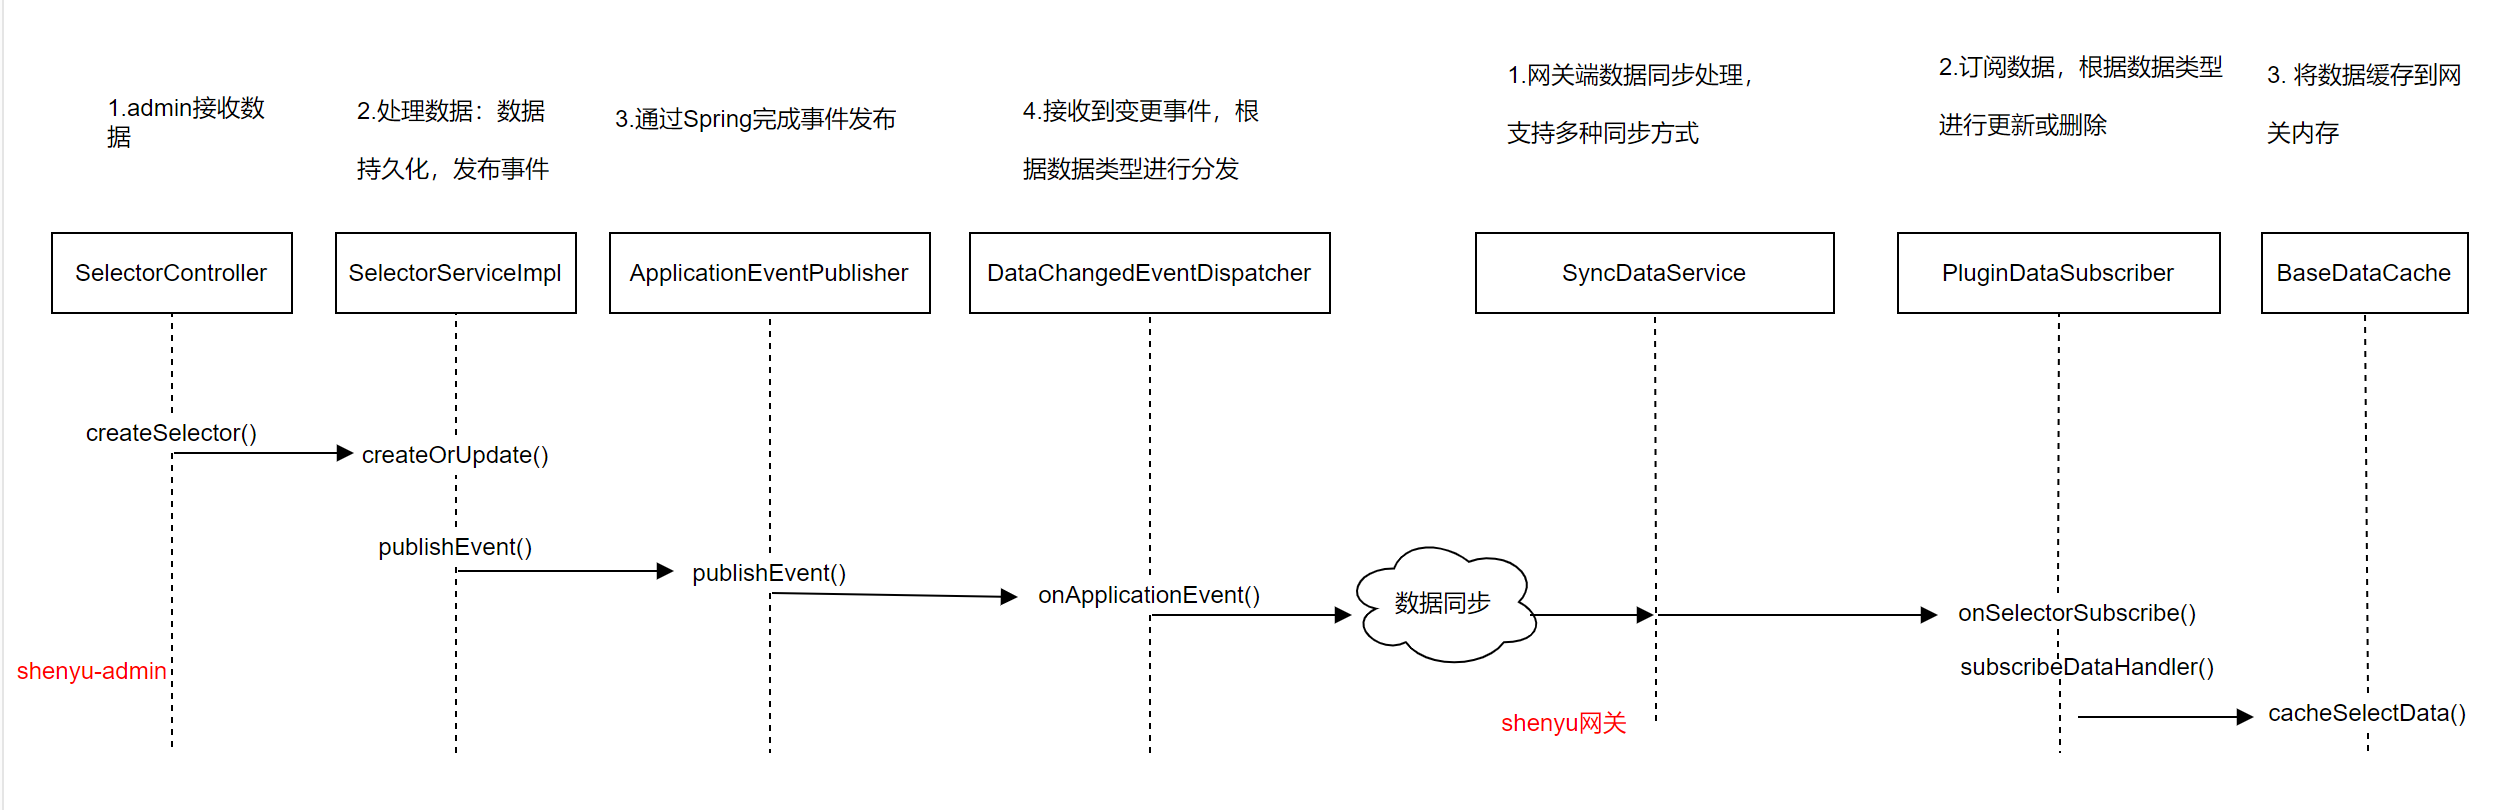 1.admin接收数
据
2.处理数据：数据
持久化，发布事件
3.通过Spring完成事件发布
4.接收到变更事件，根
据数据类型进行分发
1.网关端数据同步处理，
支持多种同步方式
2.订阅数据，根据数据类型
进行更新或删除
3. 将数据缓存到网
关内存
SelectorController
SelectorServiceImpl
ApplicationEventPublisher
DataChangedEventDispatcher
SyncDataService
PluginDataSubscriber
BaseDataCache
createSelector()
createOrUpdate()
publishEvent()
publishEvent()
onApplicationEvent()
数据同步
onSelectorSubscribe()
subscribeDataHandler()
cacheSelectData()
shenyu-admin
shenyu网关